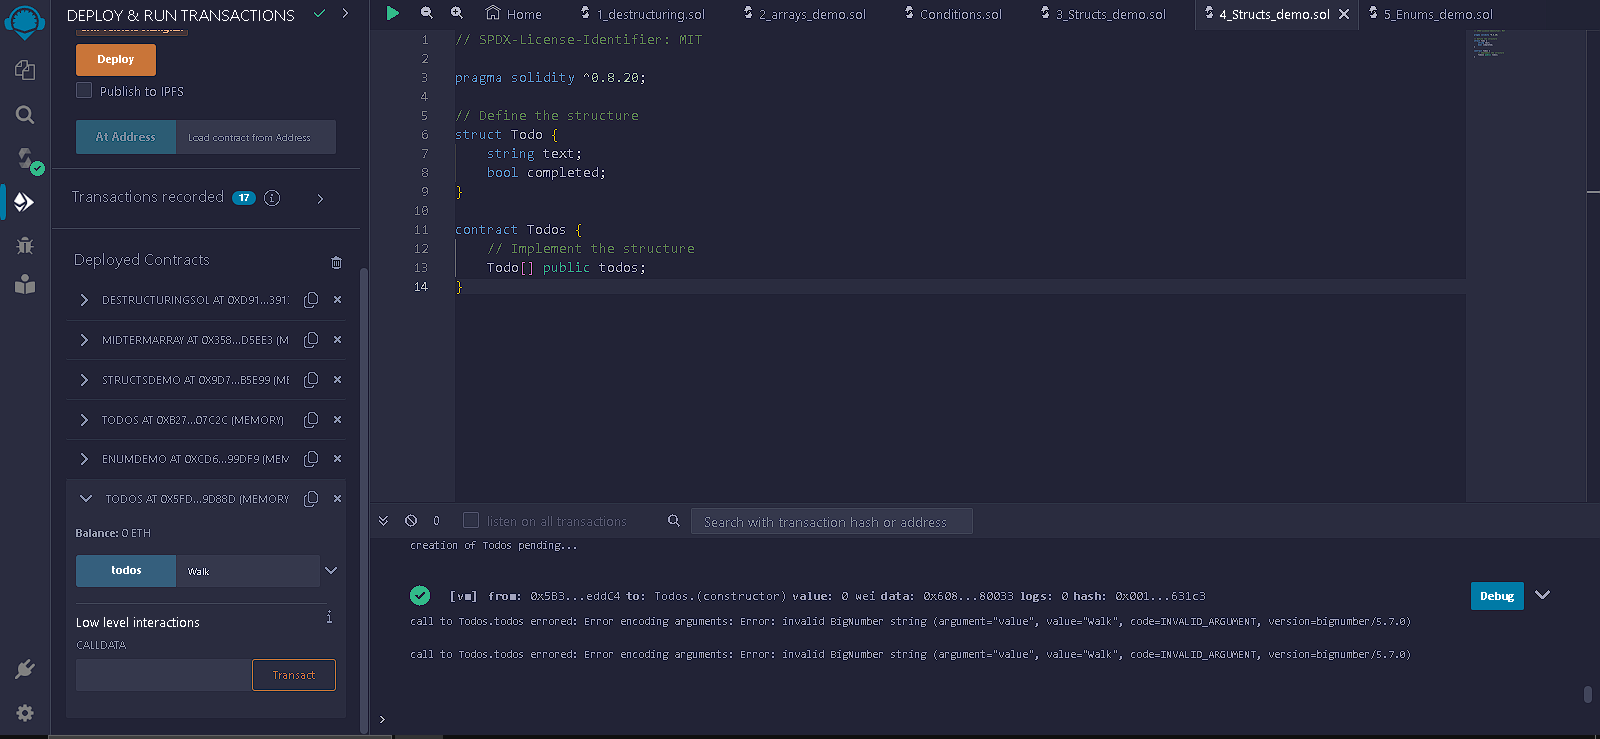 DEPLOY & RUN TRANSACTIONS
Deploy
Publish to IPFS
At Address
Load contract from Address
Transactions recorded 17 i
Deployed Contracts
DESTRUCTURINGSOL AT 0XD91...391
MIDTERMARRAY AT 0X358...D5EE3 (M
STRUCTSDEMO AT 0X9D7...B5E99 (ME
TODOS AT 0XB27...07C2C (MEMORY)
ENUMDEMO AT 0XCD6...99DF9 (MEM
TODOS AT 0X5FD...9D88D (MEMORY
Balance: 0 ETH
todos
Walk
Low level interactions i
CALLDATA
Transact
Home
1_destructuring.sol
2_arrays_demo.sol
Conditions.sol
3_Structs_demo.sol
4_Structs_demo.sol
5_Enums_demo.sol
1 // SPDX-License-Identifier: MIT
2
3 pragma solidity ^0.8.20;
4
5 // Define the structure
6 struct Todo {
7 string text;
8 bool completed;
9 }
10
11 contract Todos {
12 // Implement the structure
13 Todo[] public todos;
14 }
0
listen on all transactions
Search with transaction hash or address
creation of Todos pending...
[vm] from: 0x5B3...eddC4 to: Todos.(constructor) value: 0 wei data: 0x608...80033 logs: 0 hash: 0x001...631c3
Debug
call to Todos.todos errored: Error encoding arguments: Error: invalid BigNumber string (argument="value", value="Walk", code=INVALID_ARGUMENT, version=bignumber/5.7.0)
call to Todos.todos errored: Error encoding arguments: Error: invalid BigNumber string (argument="value", value="Walk", code=INVALID_ARGUMENT, version=bignumber/5.7.0)
>